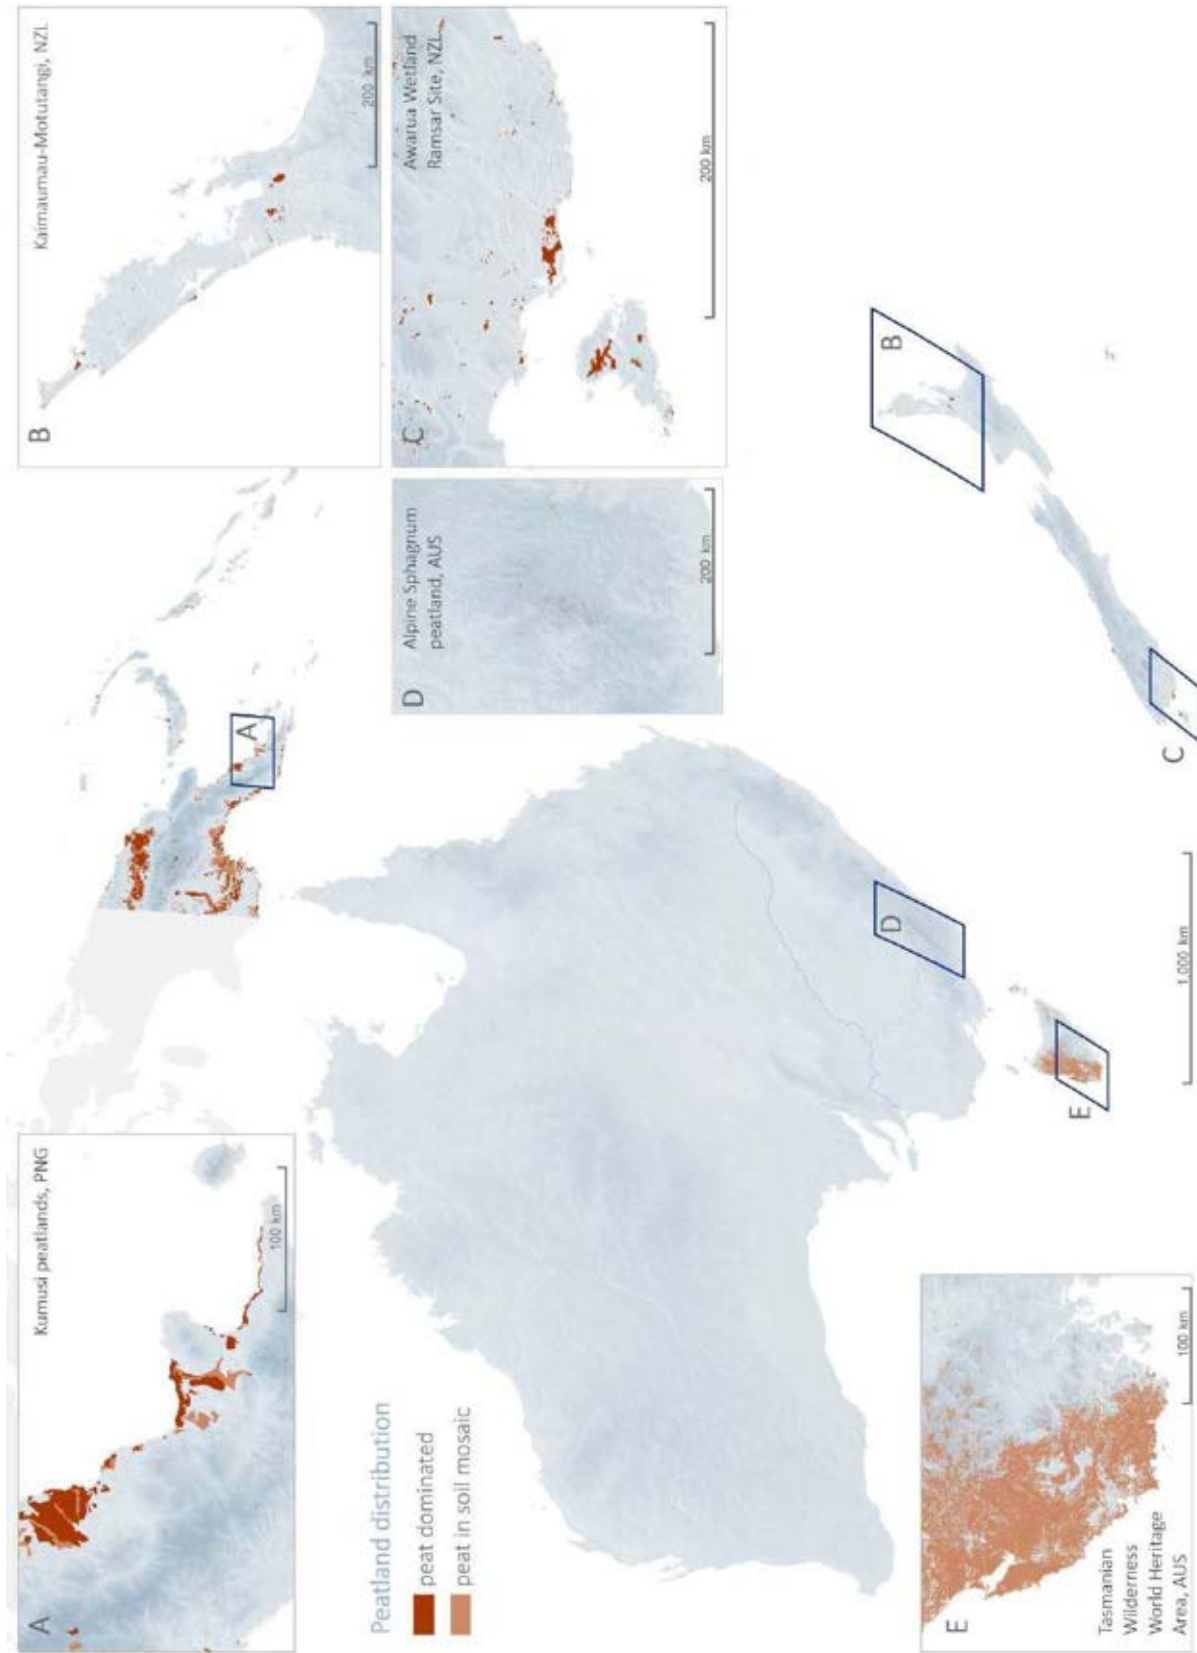 A
Kumusi peatlands, PNG
100 km
A
B
Kaimaumau-Motutangi, NZL
200 km
Peatland distribution
peat dominated
peat in soil mosaic
D
Alpine Sphagnum
peatland, AUS
200 km
C
Awarua Wetland
Ramsar Site, NZL
200 km
D
B
E
C
E
Tasmanian
Wilderness
World Heritage
Area, AUS
100 km
1.000 km